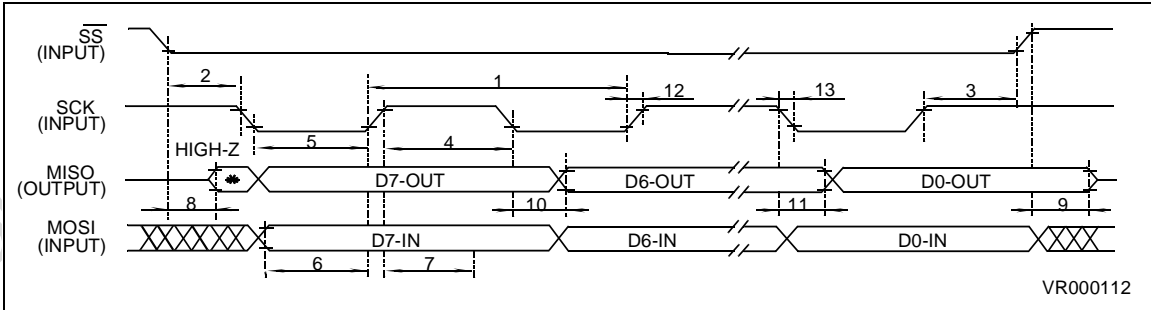 SS
(INPUT)
2
1
12
13
3
SCK
(INPUT)
5
4
HIGH-Z
MISO
(OUTPUT)
*
D7-OUT
D6-OUT
D0-OUT
8
10
11
9
MOSI
(INPUT)
D7-IN
D6-IN
D0-IN
6
7
VR000112